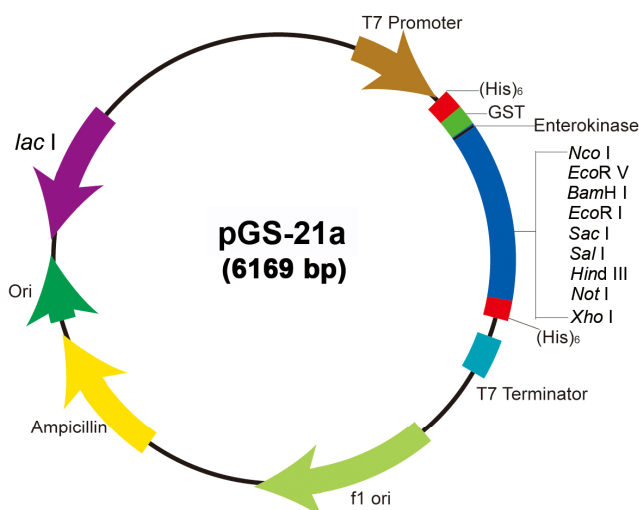 T7 Promoter
(His)₆
GST
Enterokinase
Nco I
EcoR V
BamH I
EcoR I
Sac I
Sal I
Hind III
Not I
Xho I
(His)₆
T7 Terminator
f1 ori
Ampicillin
Ori
lac I
pGS-21a
(6169 bp)